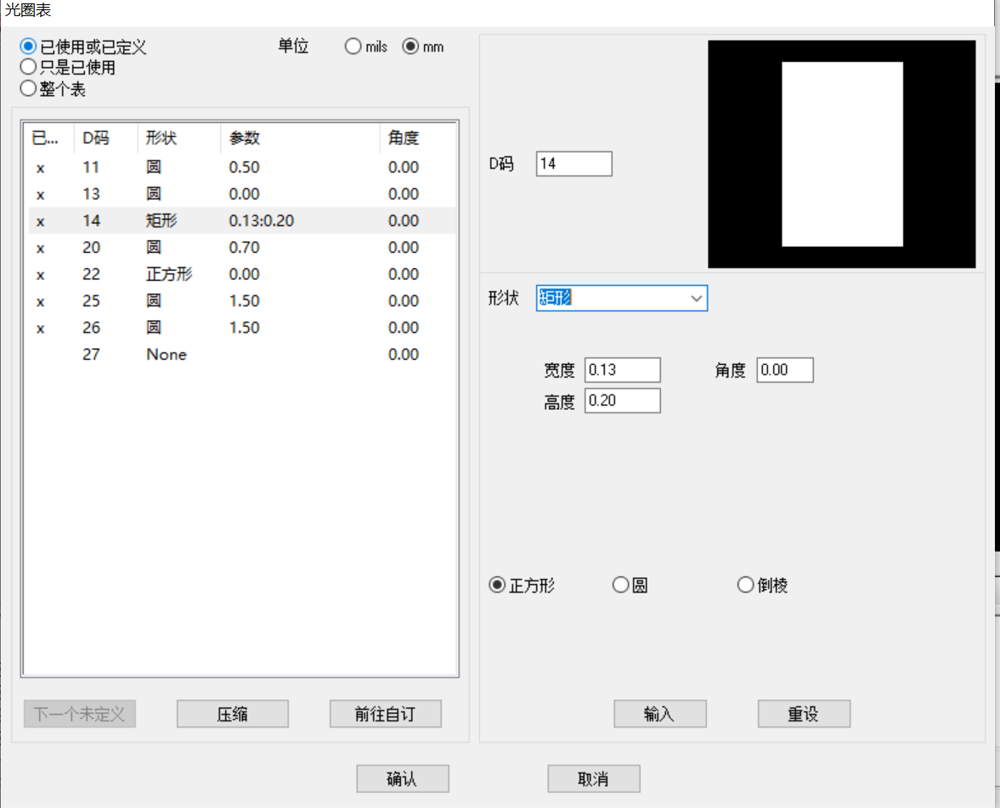 光圈表
已使用或已定义
只是已使用
整个表
单位 mils mm
已... D码 形状 参数 角度
x 11 圆 0.50 0.00
x 13 圆 0.00 0.00
x 14 矩形 0.13:0.20 0.00
x 20 圆 0.70 0.00
x 22 正方形 0.00 0.00
x 25 圆 1.50 0.00
x 26 圆 1.50 0.00
27 None 0.00
下一个未定义 压缩 前往自订
D码 14
形状 矩形
宽度 0.13 角度 0.00
高度 0.20
正方形 圆 倒棱
输入 重设
确认 取消